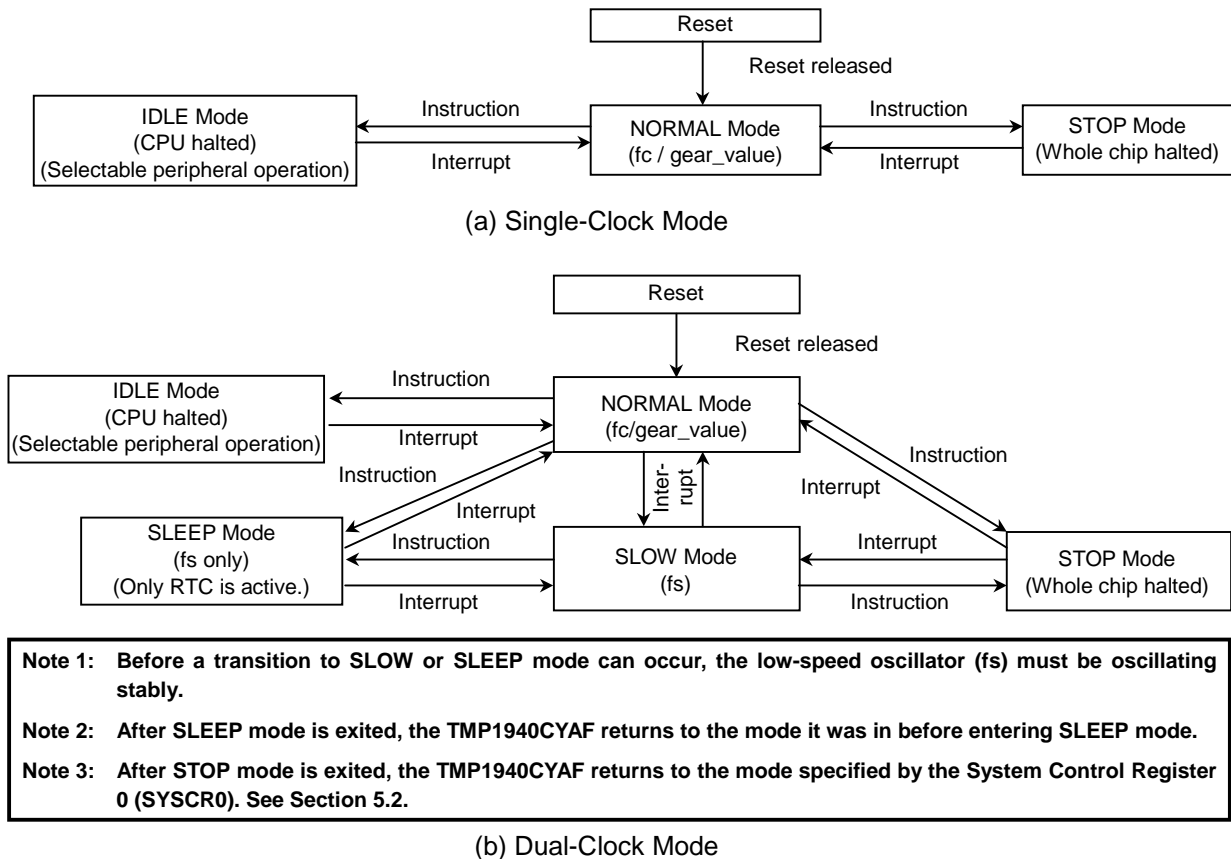 Reset
Reset released
IDLE Mode
(CPU halted)
(Selectable peripheral operation)
Instruction
Interrupt
NORMAL Mode
(fc / gear_value)
Instruction
Interrupt
STOP Mode
(Whole chip halted)
(a) Single-Clock Mode
Reset
Reset released
IDLE Mode
(CPU halted)
(Selectable peripheral operation)
Instruction
Interrupt
NORMAL Mode
(fc/gear_value)
Instruction
Interrupt
Inter-
rupt
Instruction
Interrupt
SLEEP Mode
(fs only)
(Only RTC is active.)
Instruction
Interrupt
SLOW Mode
(fs)
Interrupt
Instruction
STOP Mode
(Whole chip halted)
Note 1: Before a transition to SLOW or SLEEP mode can occur, the low-speed oscillator (fs) must be oscillating
stably.
Note 2: After SLEEP mode is exited, the TMP1940CYAF returns to the mode it was in before entering SLEEP mode.
Note 3: After STOP mode is exited, the TMP1940CYAF returns to the mode specified by the System Control Register
0 (SYSCR0). See Section 5.2.
(b) Dual-Clock Mode